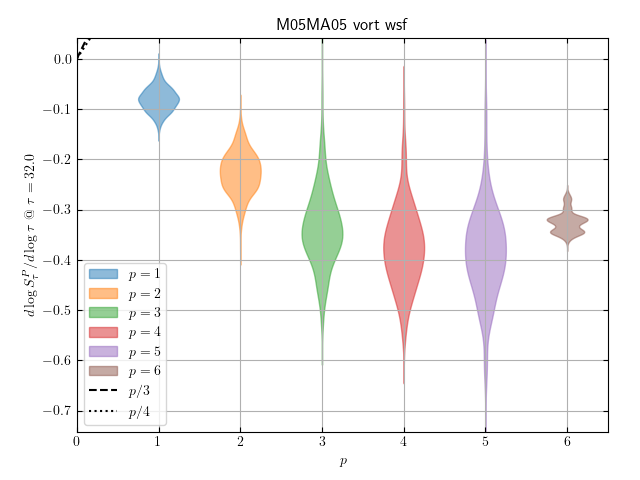 M05MA05 vort wsf
d log S_τ^P / d log τ @ τ = 32.0
0.0
−0.1
−0.2
−0.3
−0.4
−0.5
−0.6
−0.7
p = 1
p = 2
p = 3
p = 4
p = 5
p = 6
p/3
p/4
0 1 2 3 4 5 6
p